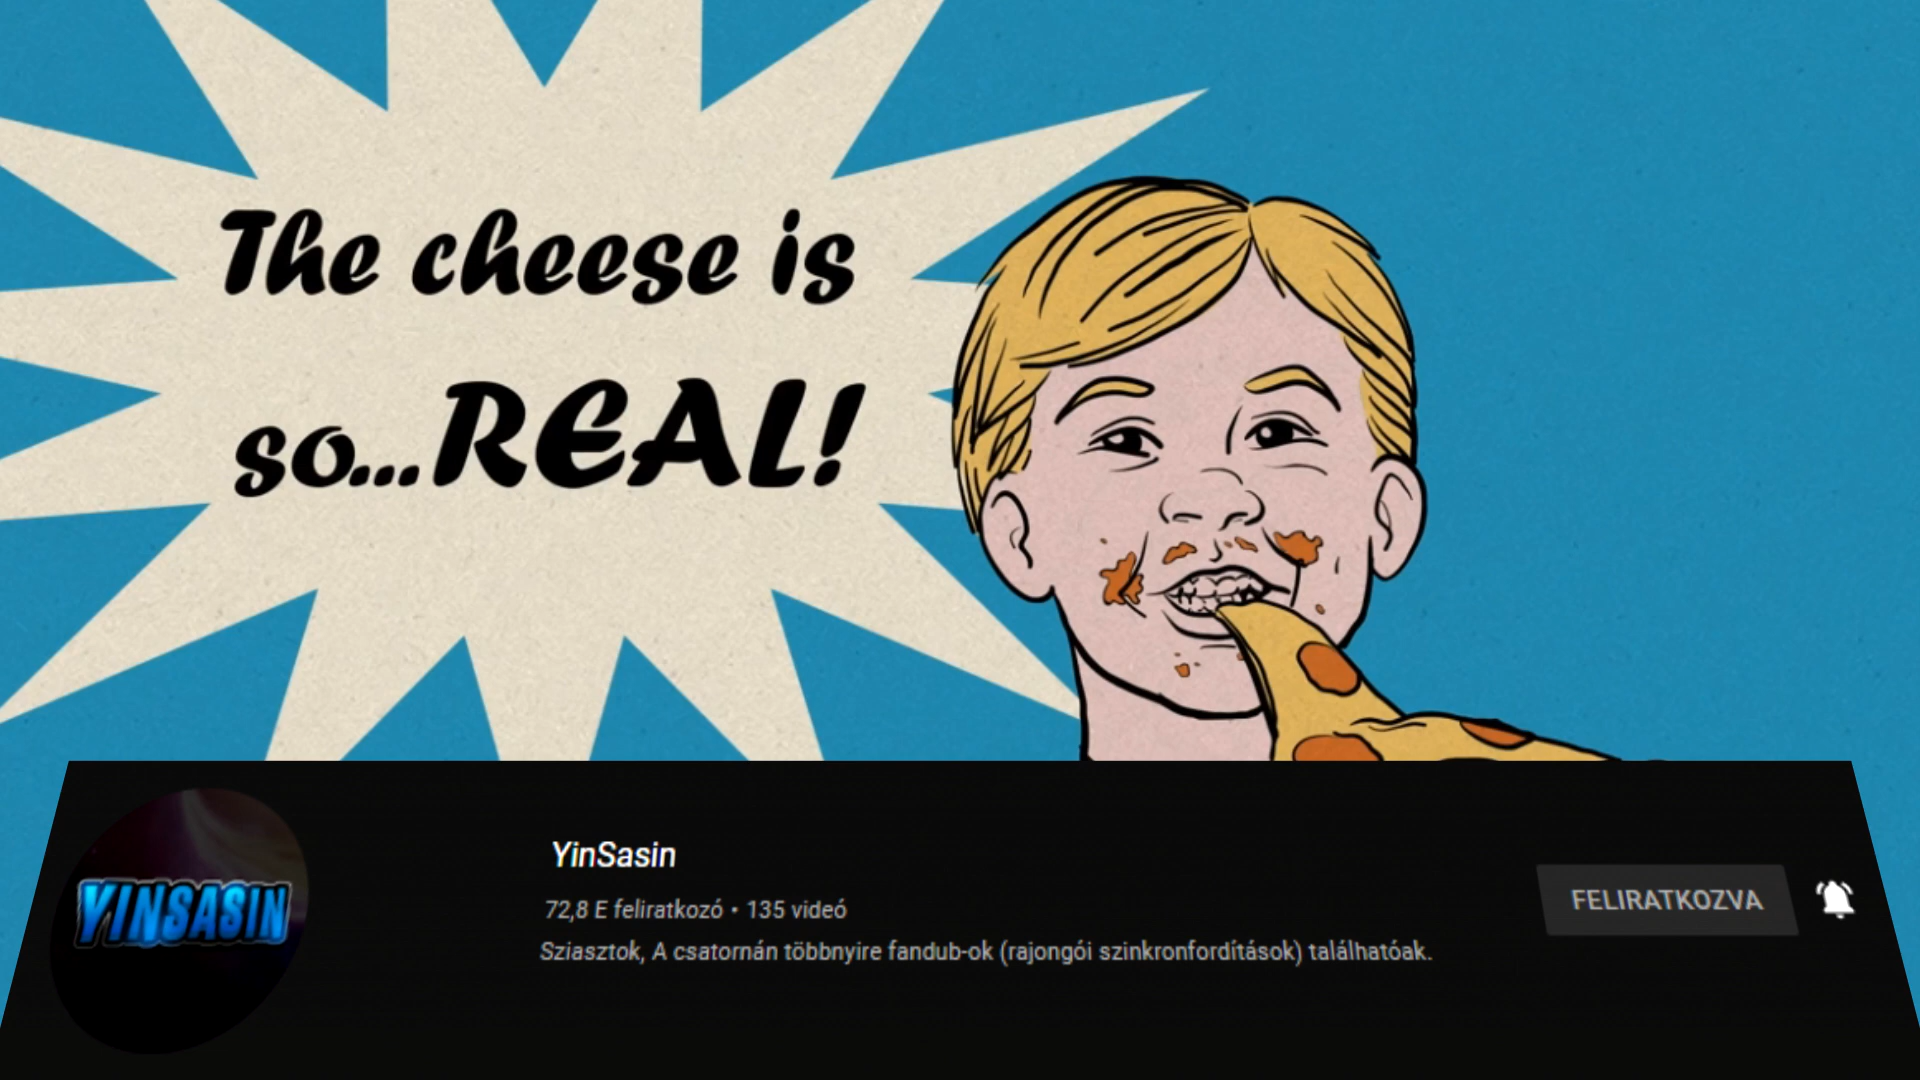 The cheese is
so...REAL!
YINSASIN
YinSasin
72,8 E feliratkozó • 135 videó
Sziasztok, A csatornán többnyire fandub-ok (rajongói szinkronfordítások) találhatóak.
FELIRATKOZVA